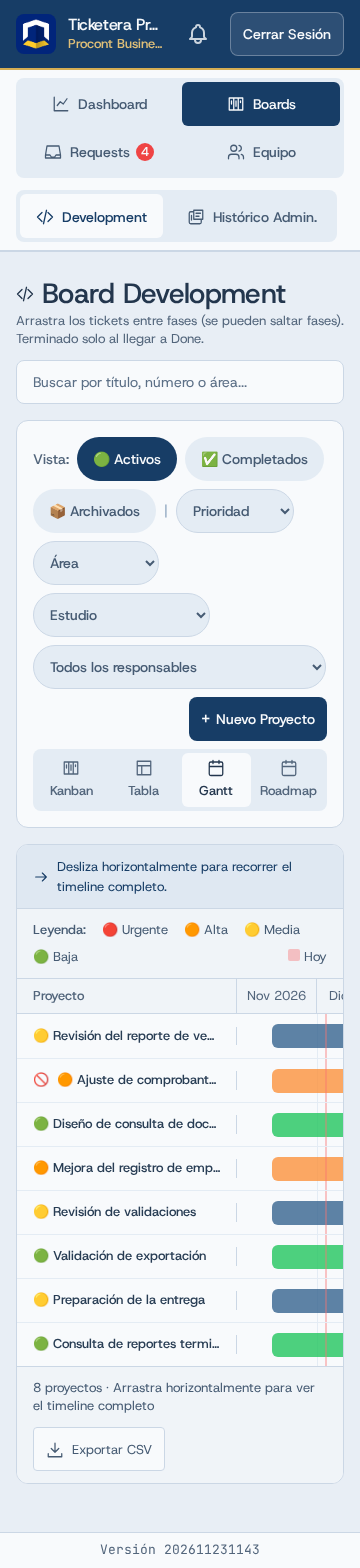 Ticketera Pr...
Procont Busine...
Cerrar Sesión
Dashboard
Boards
Requests 4
Equipo
Development
Histórico Admin.
Board Development
Arrastra los tickets entre fases (se pueden saltar fases).
Terminado solo al llegar a Done.
Buscar por título, número o área...
Vista:
Activos
Completados
Archivados
|
Prioridad
Área
Estudio
Todos los responsables
+ Nuevo Proyecto
Kanban
Tabla
Gantt
Roadmap
→ Desliza horizontalmente para recorrer el
timeline completo.
Leyenda: Urgente Alta Media
Baja Hoy
Proyecto Nov 2026 Dic
Revisión del reporte de ve...
Ajuste de comprobant...
Diseño de consulta de doc...
Mejora del registro de emp...
Revisión de validaciones
Validación de exportación
Preparación de la entrega
Consulta de reportes termi...
8 proyectos · Arrastra horizontalmente para ver
el timeline completo
Exportar CSV
Versión 202611231143